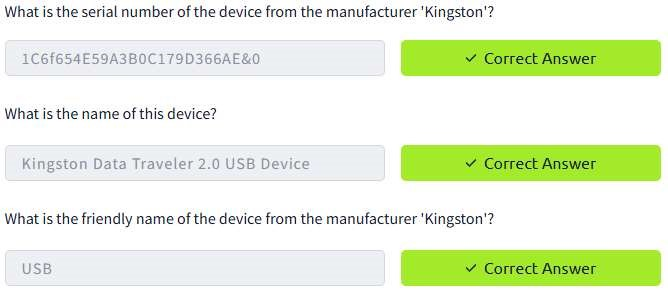 What is the serial number of the device from the manufacturer 'Kingston'?
1C6f654E59A3B0C179D366AE&0
✓ Correct Answer
What is the name of this device?
Kingston Data Traveler 2.0 USB Device
✓ Correct Answer
What is the friendly name of the device from the manufacturer 'Kingston'?
USB
✓ Correct Answer